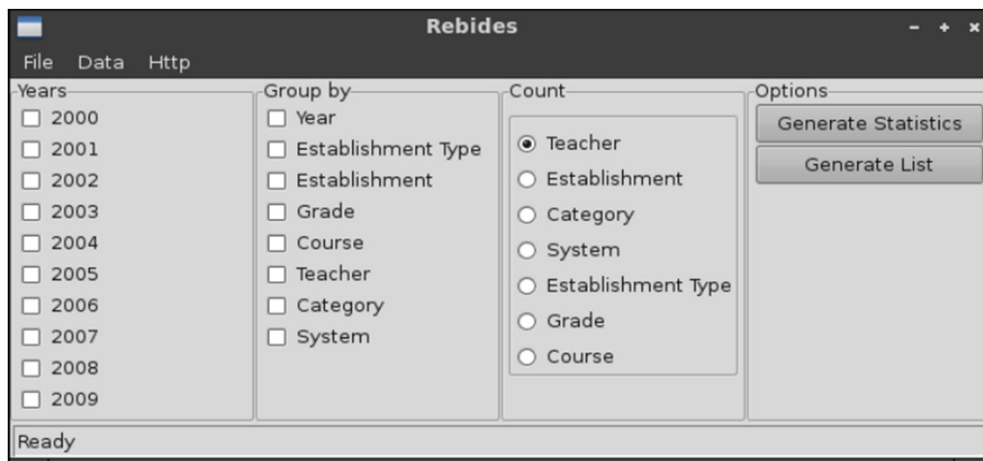 Rebides
File Data Http
Years
2000
2001
2002
2003
2004
2005
2006
2007
2008
2009
Group by
Year
Establishment Type
Establishment
Grade
Course
Teacher
Category
System
Count
Teacher
Establishment
Category
System
Establishment Type
Grade
Course
Options
Generate Statistics
Generate List
Ready